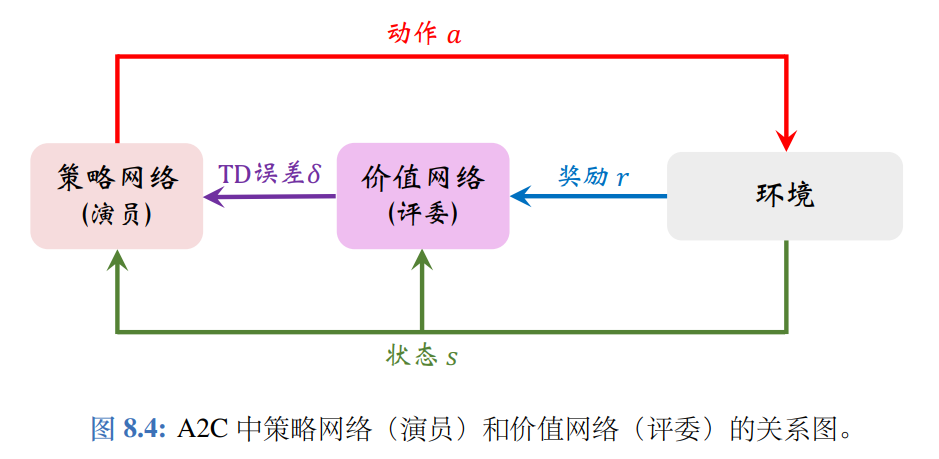 动作 a
策略网络
(演员)
TD误差δ
价值网络
(评委)
奖励 r
环境
状态 s
图 8.4: A2C 中策略网络（演员）和价值网络（评委）的关系图。